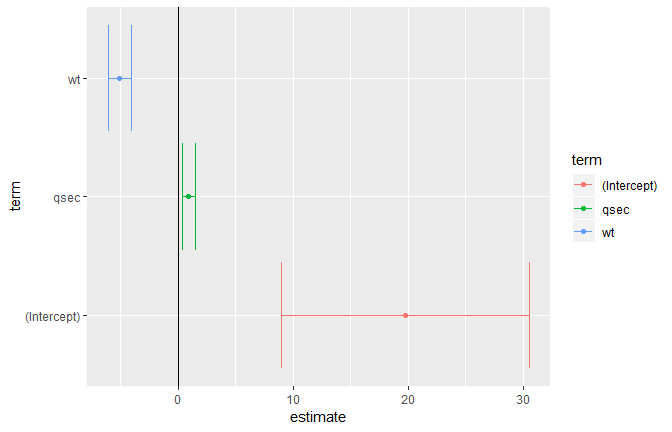 wt
qsec
(Intercept)
term
0
10
20
30
estimate
term
(Intercept)
qsec
wt